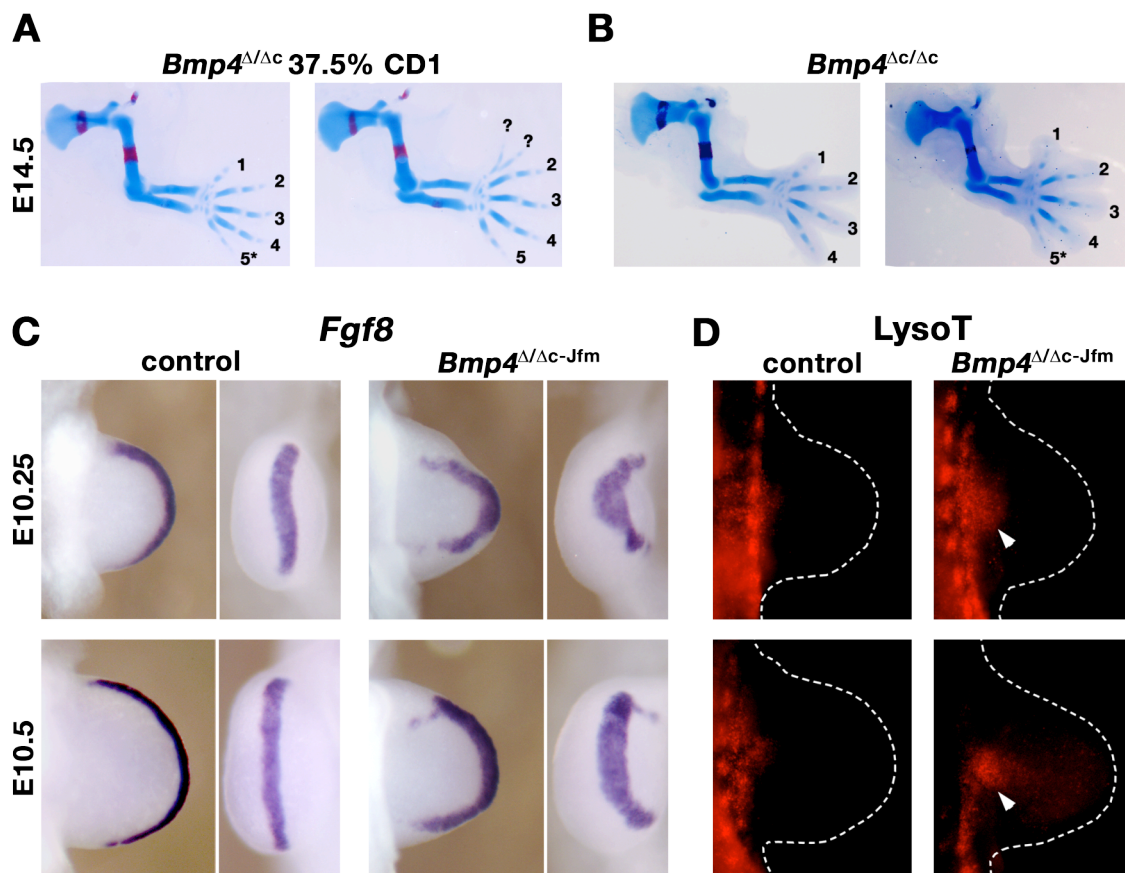 A
Bmp4Δ/Δc 37.5% CD1
B
Bmp4Δc/Δc
E14.5
1
2
3
4
5*
?
?
2
3
4
5
1
2
3
4
1
2
3
4
5*
C
Fgf8
control
Bmp4Δ/Δc-Jfm
D
LysoT
control
Bmp4Δ/Δc-Jfm
E10.25
E10.5